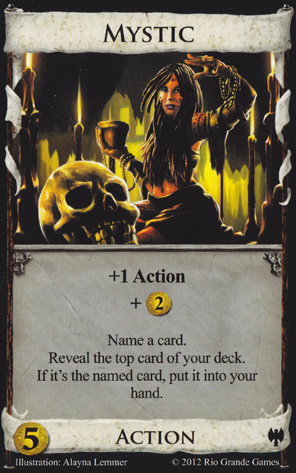 MYSTIC
+1 Action
+ 2
Name a card.
Reveal the top card of your deck.
If it's the named card, put it into your
hand.
5 ACTION
Illustration: Alayna Lemmer © 2012 Rio Grande Games